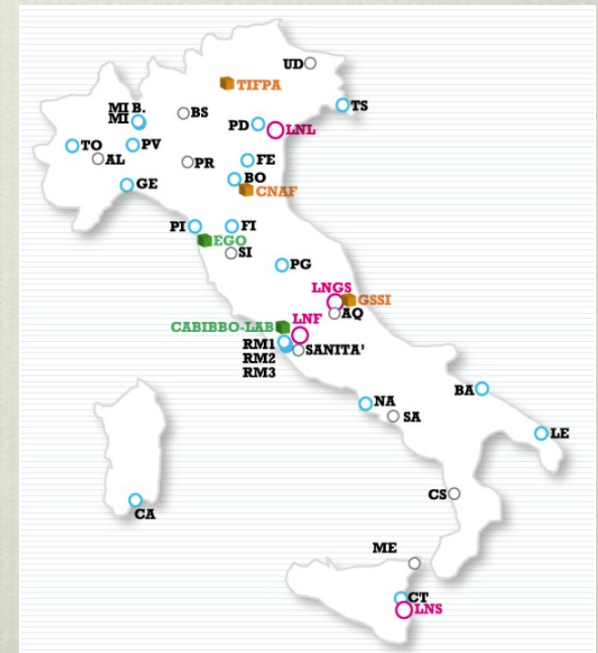 UD
TIFPA
MI B.
MI
BS
TS
PD
LNL
TO
PV
AL
PR
FE
BO
GE
CNAF
PI
FI
EGO
SI
PG
LNGS
GSSI
AQ
CABIBBO-LAB
LNF
RM1
RM2
RM3
SANITA'
BA
NA
SA
LE
CS
CA
ME
CT
LNS